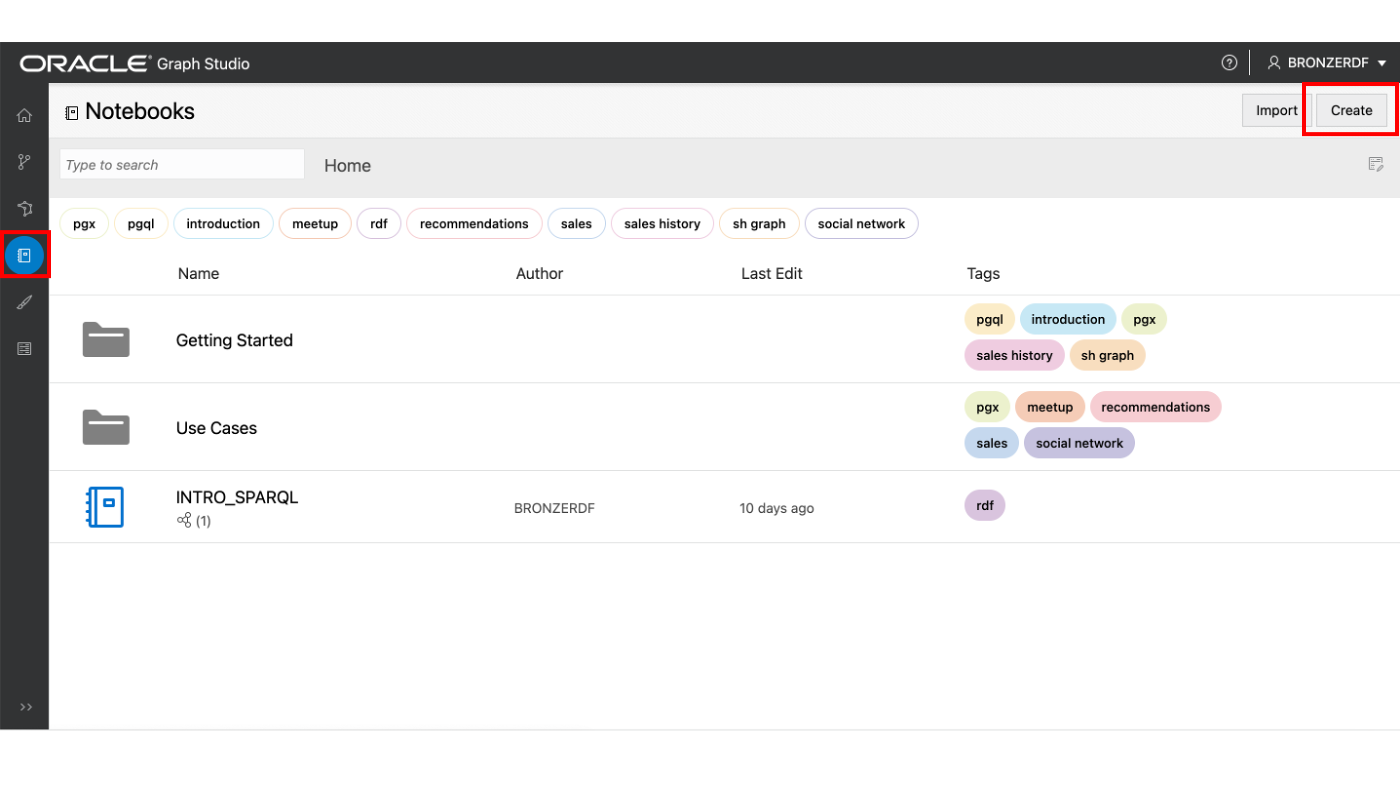 ORACLE® Graph Studio
BRONZERDF
Notebooks
Import
Create
Type to search
Home
pgx pgql introduction meetup rdf recommendations sales sales history sh graph social network
Name Author Last Edit Tags
Getting Started
pgql introduction pgx
sales history sh graph
Use Cases
pgx meetup recommendations
sales social network
INTRO_SPARQL
(1)
BRONZERDF
10 days ago
rdf